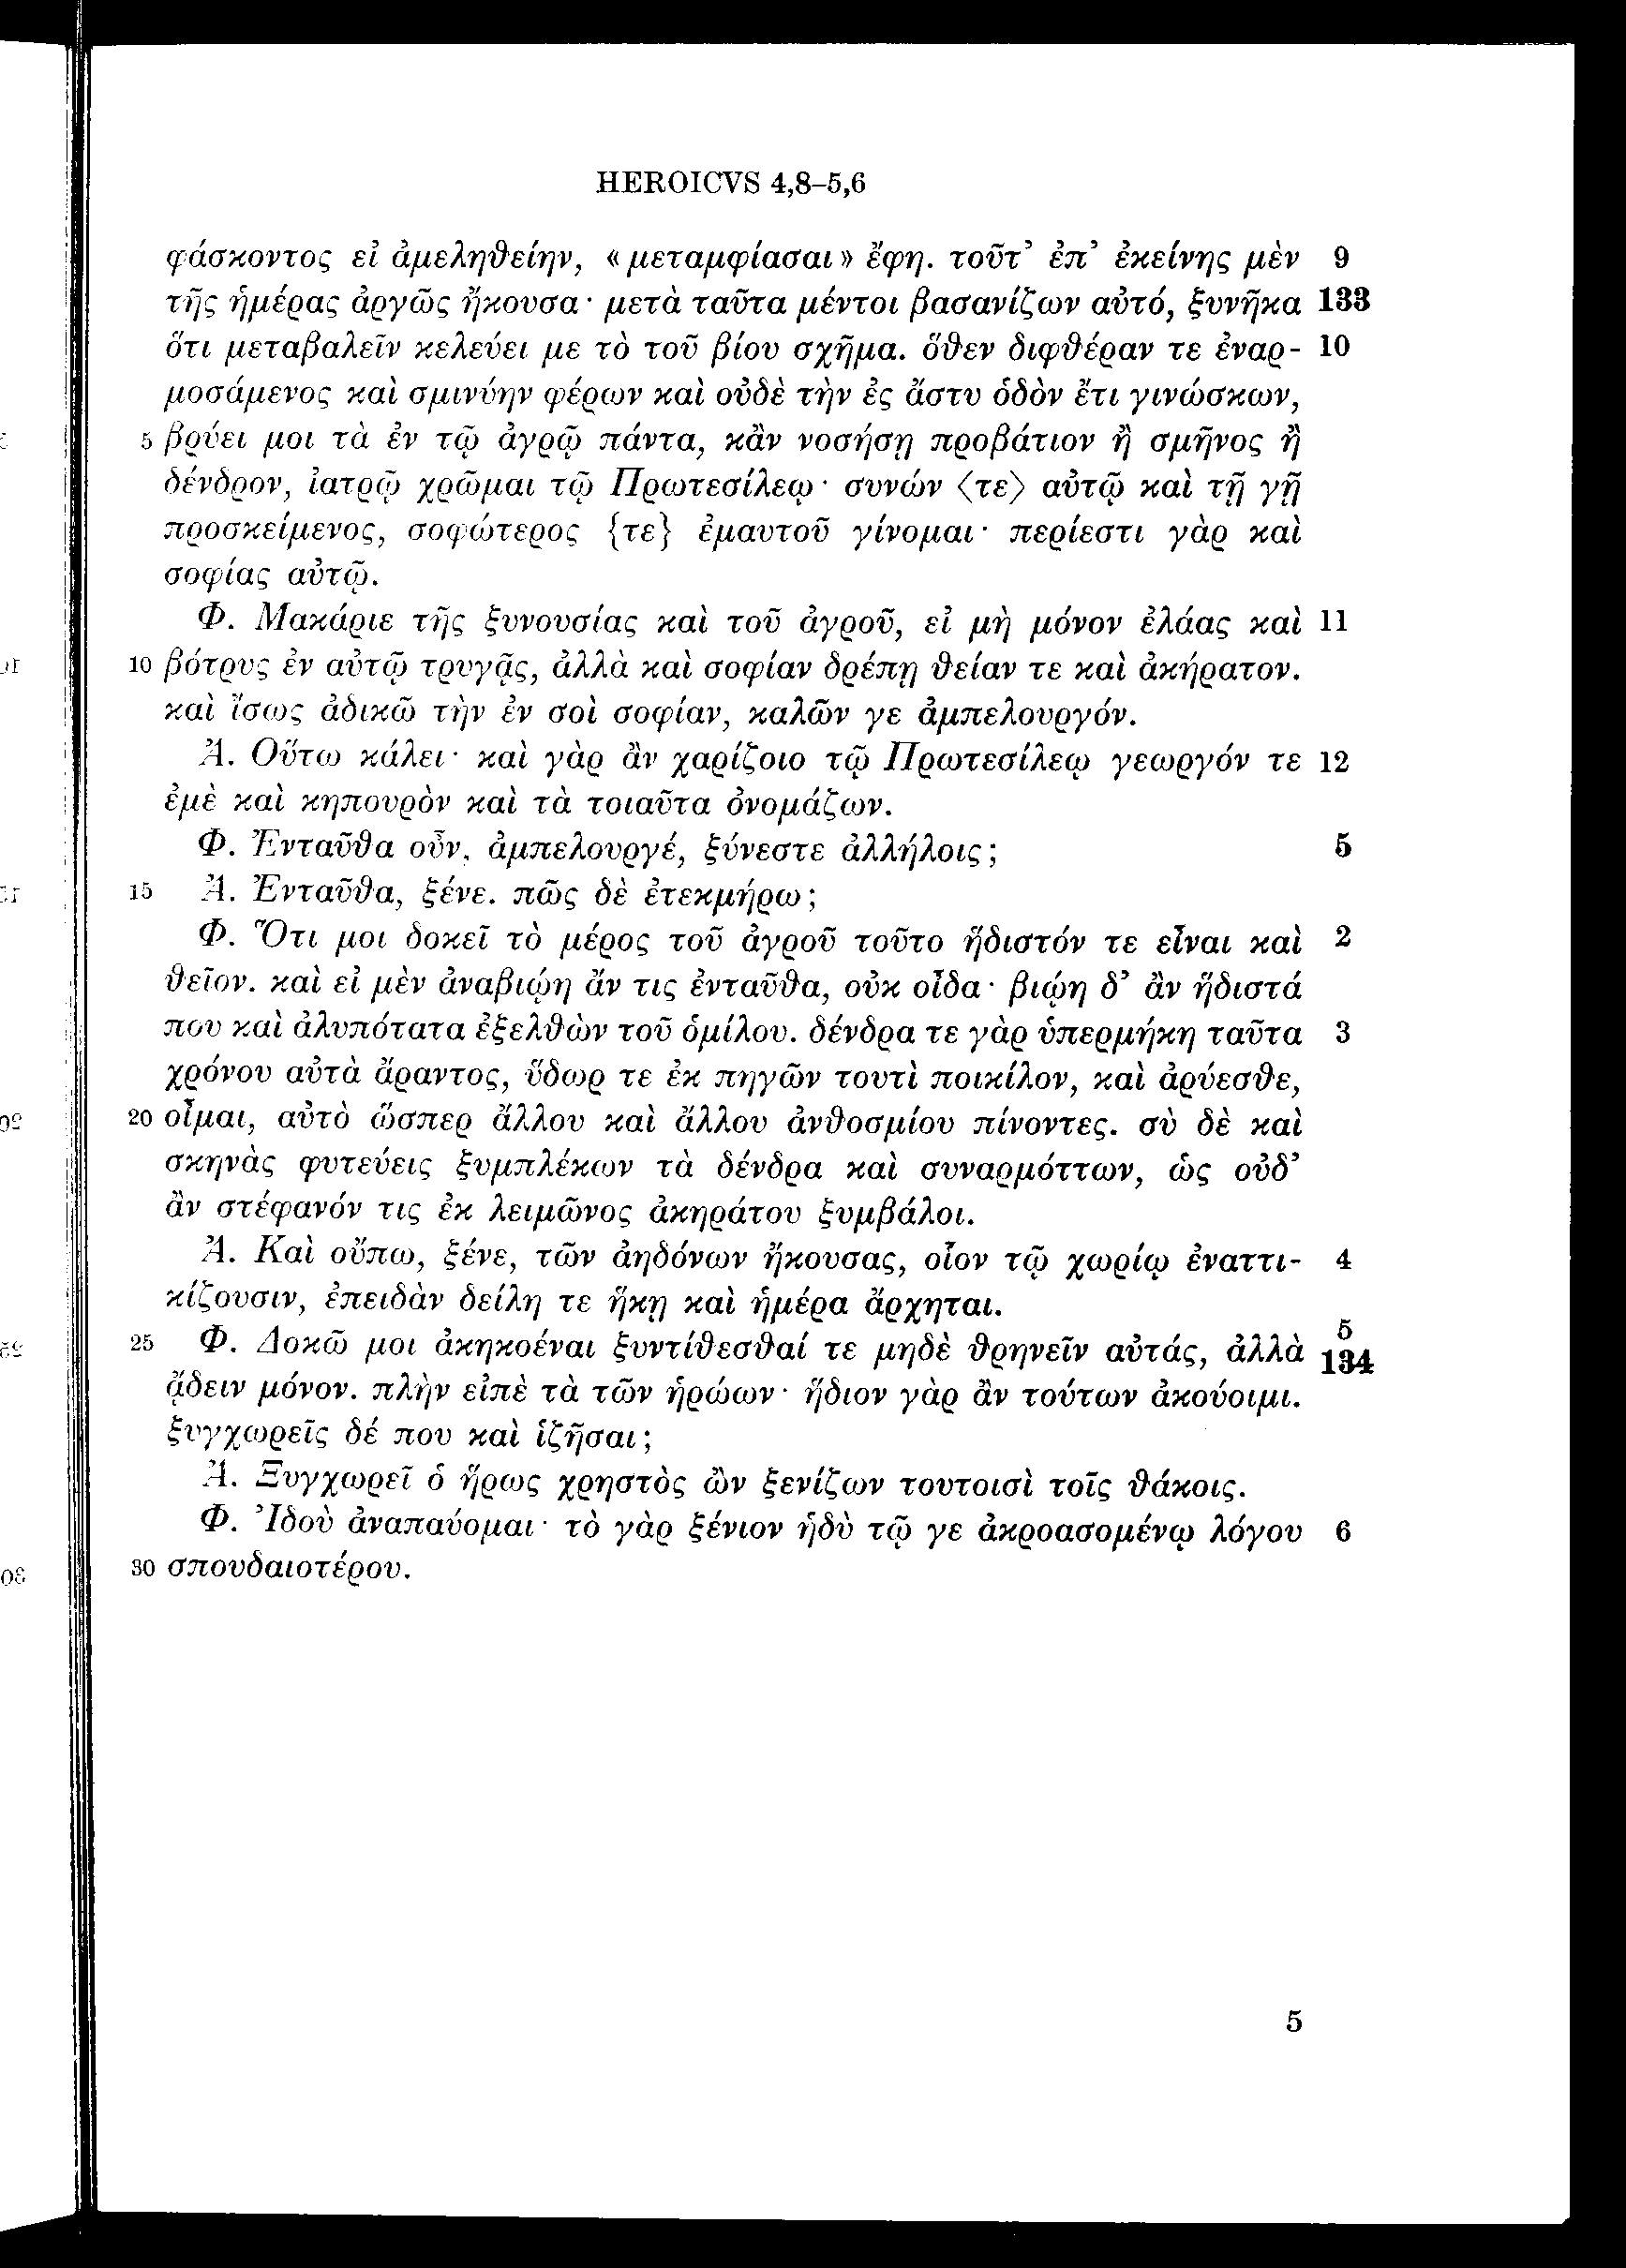 HEROICVS 4,8–5,6
φάσκοντος εἰ ἀμεληθείην, «μεταμφίασαι» ἔφη. τοῦτ’ ἐπ’ ἐκείνης μὲν 9
τῆς ἡμέρας ἀργῶς ἤκουσα· μετὰ ταῦτα μέντοι βασανίζων αὐτό, ξυνῆκα 133
ὅτι μεταβαλεῖν κελεύει με τὸ τοῦ βίου σχῆμα. ὅθεν διφθέραν τε ἐναρ- 10
μοσάμενος καὶ σμινύην φέρων καὶ οὐδὲ τὴν ἐς ἄστυ ὁδὸν ἔτι γινώσκων,
5 βρύει μοι τὰ ἐν τῷ ἀγρῷ πάντα, κἂν νοσήσῃ προβάτιον ἢ σμῆνος ἢ
δένδρον, ἰατρῷ χρῶμαι τῷ Πρωτεσίλεῳ· συνών ⟨τε⟩ αὐτῷ καὶ τῇ γῇ
προσκείμενος, σοφώτερος {τε} ἐμαυτοῦ γίνομαι· περίεστι γὰρ καὶ
σοφίας αὐτῷ.
Φ. Μακάριε τῆς ξυνουσίας καὶ τοῦ ἀγροῦ, εἰ μὴ μόνον ἐλάας καὶ 11
10 βότρυς ἐν αὐτῷ τρυγᾷς, ἀλλὰ καὶ σοφίαν δρέπῃ θείαν τε καὶ ἀκήρατον.
καὶ ἴσως ἀδικῶ τὴν ἐν σοὶ σοφίαν, καλῶν γε ἀμπελουργόν.
Ἀ. Οὕτω κάλει· καὶ γὰρ ἂν χαρίζοιο τῷ Πρωτεσίλεῳ γεωργόν τε 12
ἐμὲ καὶ κηπουρὸν καὶ τὰ τοιαῦτα ὀνομάζων.
Φ. Ἐνταῦθα οὖν, ἀμπελουργέ, ξύνεστε ἀλλήλοις; 5
15 Ἀ. Ἐνταῦθα, ξένε. πῶς δὲ ἐτεκμήρω;
Φ. Ὅτι μοι δοκεῖ τὸ μέρος τοῦ ἀγροῦ τοῦτο ἥδιστόν τε εἶναι καὶ 2
θεῖον. καὶ εἰ μὲν ἀναβιῴη ἄν τις ἐνταῦθα, οὐκ οἶδα· βιῴη δ’ ἂν ἥδιστά
που καὶ ἀλυπότατα ἐξελθὼν τοῦ ὁμίλου. δένδρα τε γὰρ ὑπερμήκη ταῦτα 3
χρόνου αὐτὰ ἄραντος, ὕδωρ τε ἐκ πηγῶν τουτὶ ποικίλον, καὶ ἀρύεσθε,
20 οἶμαι, αὐτὸ ὥσπερ ἄλλου καὶ ἄλλου ἀνθοσμίου πίνοντες. σὺ δὲ καὶ
σκηνὰς φυτεύεις ξυμπλέκων τὰ δένδρα καὶ συναρμόττων, ὡς οὐδ’
ἂν στέφανόν τις ἐκ λειμῶνος ἀκηράτου ξυμβάλοι.
Ἀ. Καὶ οὔπω, ξένε, τῶν ἀηδόνων ἤκουσας, οἷον τῷ χωρίῳ ἐναττι- 4
κίζουσιν, ἐπειδὰν δείλη τε ἥκῃ καὶ ἡμέρα ἄρχηται.
25 Φ. Δοκῶ μοι ἀκηκοέναι ξυντίθεσθαί τε μηδὲ θρηνεῖν αὐτάς, ἀλλὰ 5 134
ᾄδειν μόνον. πλὴν εἰπὲ τὰ τῶν ἡρώων· ἥδιον γὰρ ἂν τούτων ἀκούοιμι.
ξυγχωρεῖς δέ που καὶ ἱζῆσαι;
Ἀ. Ξυγχωρεῖ ὁ ἥρως χρηστὸς ὢν ξενίζων τουτοισὶ τοῖς θάκοις.
Φ. Ἰδοὺ ἀναπαύομαι· τὸ γὰρ ξένιον ἡδὺ τῷ γε ἀκροασομένῳ λόγου 6
30 σπουδαιοτέρου.
5